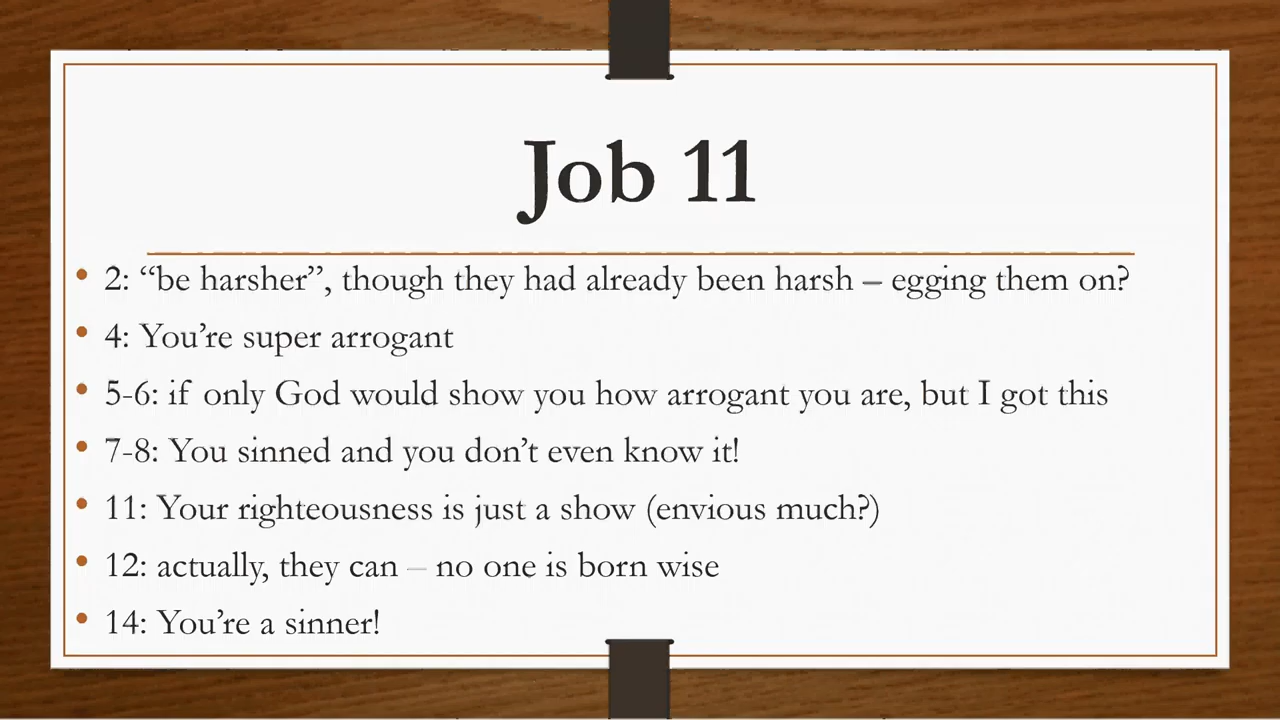 Job 11
• 2: “be harsher”, though they had already been harsh – egging them on?
• 4: You’re super arrogant
• 5-6: if only God would show you how arrogant you are, but I got this
• 7-8: You sinned and you don’t even know it!
• 11: Your righteousness is just a show (envious much?)
• 12: actually, they can – no one is born wise
• 14: You’re a sinner!